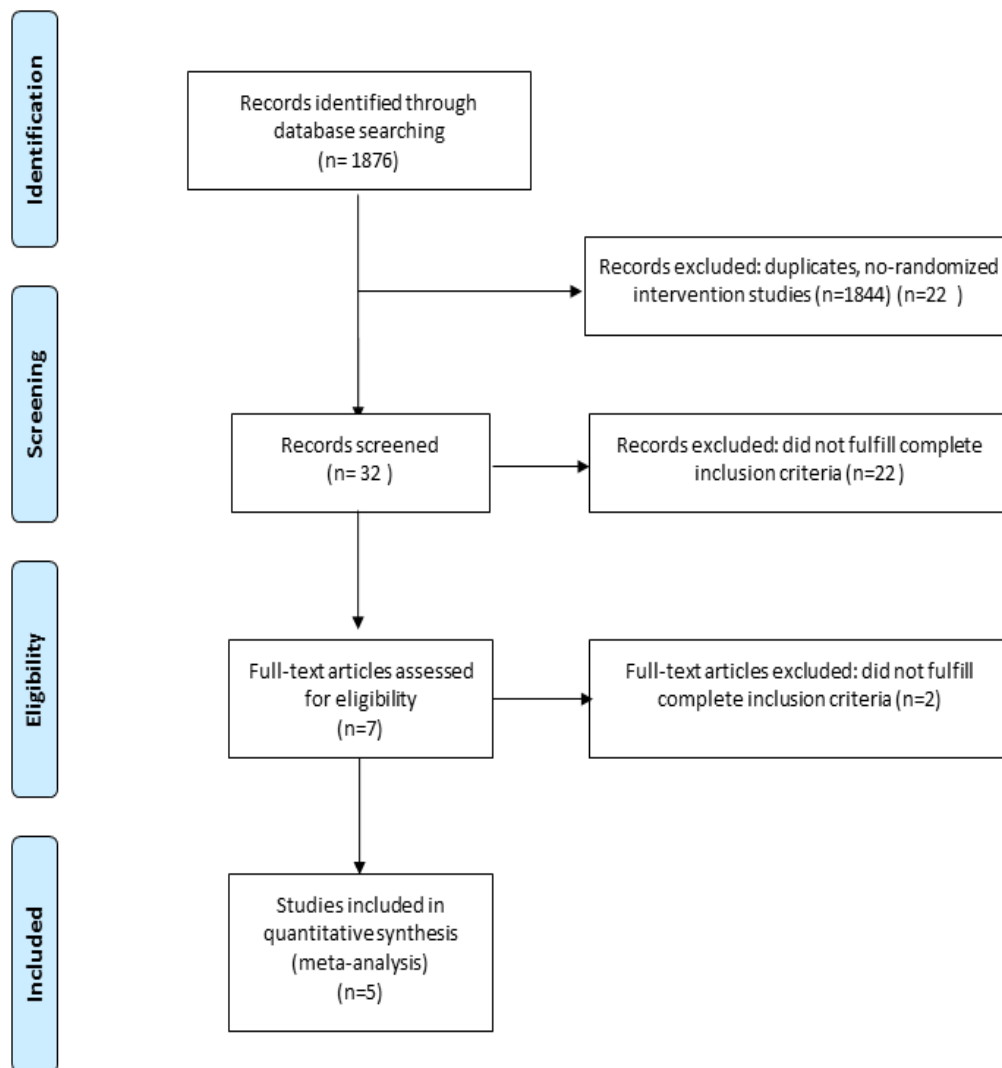 Identification
Records identified through
database searching
(n= 1876)
Records excluded: duplicates, no-randomized
intervention studies (n=1844) (n=22 )
Screening
Records screened
(n= 32 )
Records excluded: did not fulfill complete
inclusion criteria (n=22)
Eligibility
Full-text articles assessed
for eligibility
(n=7)
Full-text articles excluded: did not fulfill
complete inclusion criteria (n=2)
Included
Studies included in
quantitative synthesis
(meta-analysis)
(n=5)